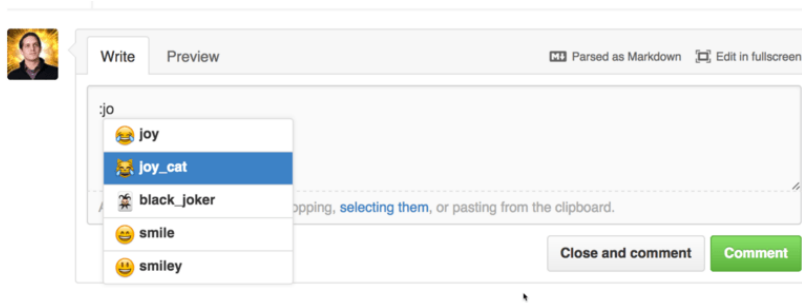 Write Preview Parsed as Markdown Edit in fullscreen
:jo
joy
joy_cat
black_joker
opping, selecting them, or pasting from the clipboard.
smile
smiley
Close and comment Comment